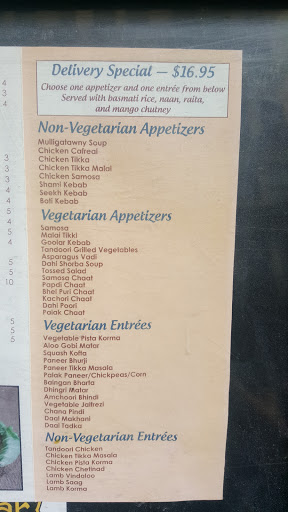 Delivery Special — $16.95
Choose one appetizer and one entrée from below
Served with basmati rice, naan, raita,
and mango chutney
Non-Vegetarian Appetizers
Mulligatawny Soup
Chicken Cafreal
Chicken Tikka
Chicken Tikka Malai
Chicken Samosa
Shami Kebab
Seekh Kebab
Boti Kebab
Vegetarian Appetizers
Samosa
Malai Tikki
Goolar Kebab
Tandoori Grilled Vegetables
Asparagus Vadi
Dahi Shorba Soup
Tossed Salad
Samosa Chaat
Papdi Chaat
Bhel Puri Chaat
Kachori Chaat
Dahi Poori
Palak Chaat
Vegetarian Entrées
Vegetable Pista Korma
Aloo Gobi Matar
Squash Kofta
Paneer Bhurji
Paneer Tikka Masala
Palak Paneer/Chickpeas/Corn
Baingan Bharta
Dhingri Matar
Amchoori Bhindi
Vegetable Jalfrezi
Chana Pindi
Daal Makhani
Daal Tadka
Non-Vegetarian Entrées
Tandoori Chicken
Chicken Tikka Masala
Chicken Pista Korma
Chicken Chettinad
Lamb Vindaloo
Lamb Saag
Lamb Korma